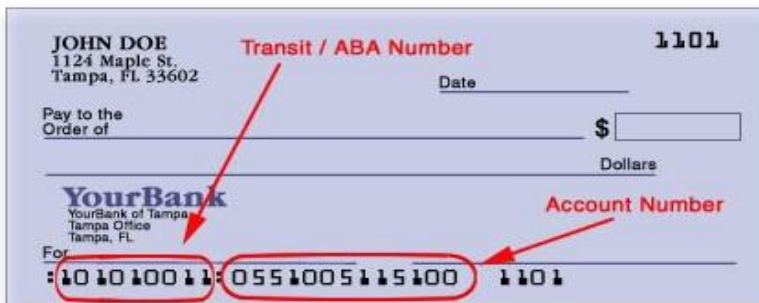 JOHN DOE
1124 Maple St.
Tampa, FL 33602
Transit / ABA Number
1101
Date
Pay to the
Order of
$
Dollars
YourBank
YourBank of Tampa
Tampa Office
Tampa, FL
Account Number
For
⑆101010011⑆0551005115100 1101